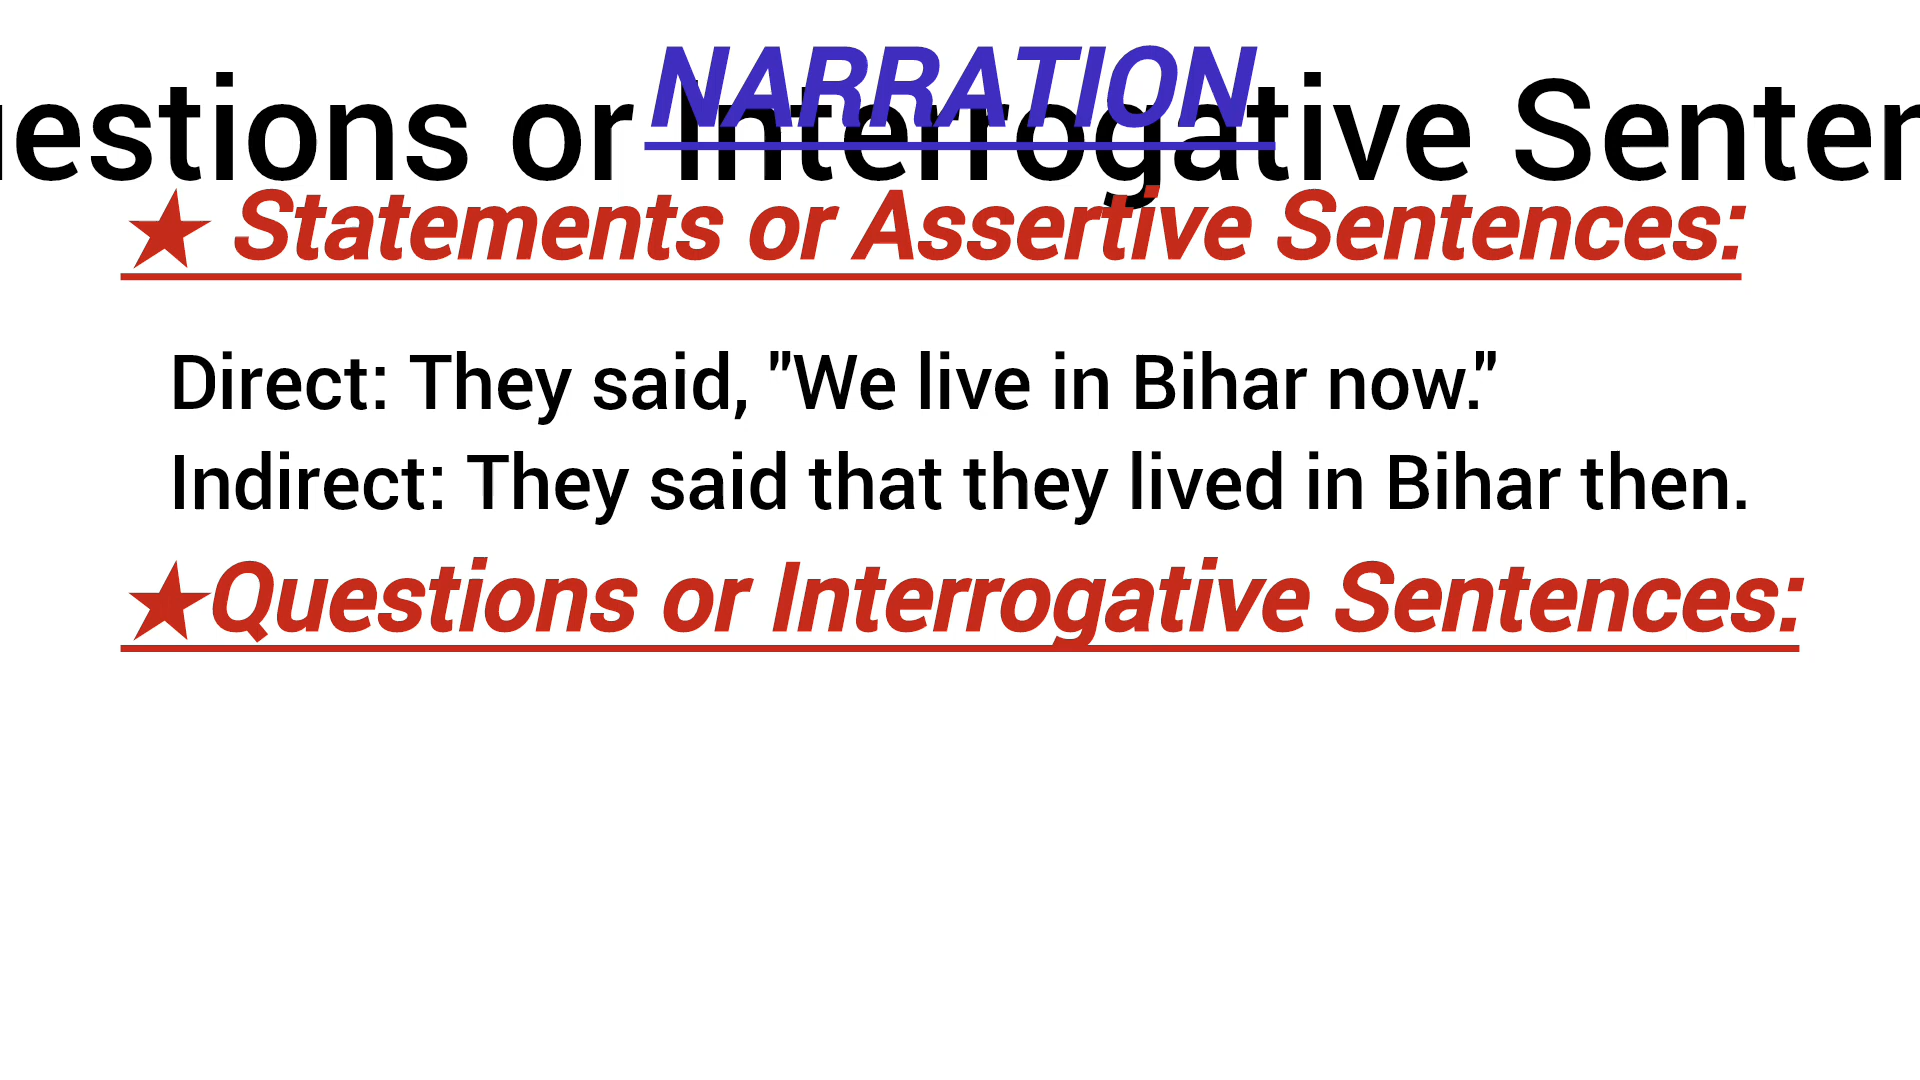 NARRATION
estions or Interrogative Senten
★ Statements or Assertive Sentences:
Direct: They said, "We live in Bihar now."
Indirect: They said that they lived in Bihar then.
★Questions or Interrogative Sentences: